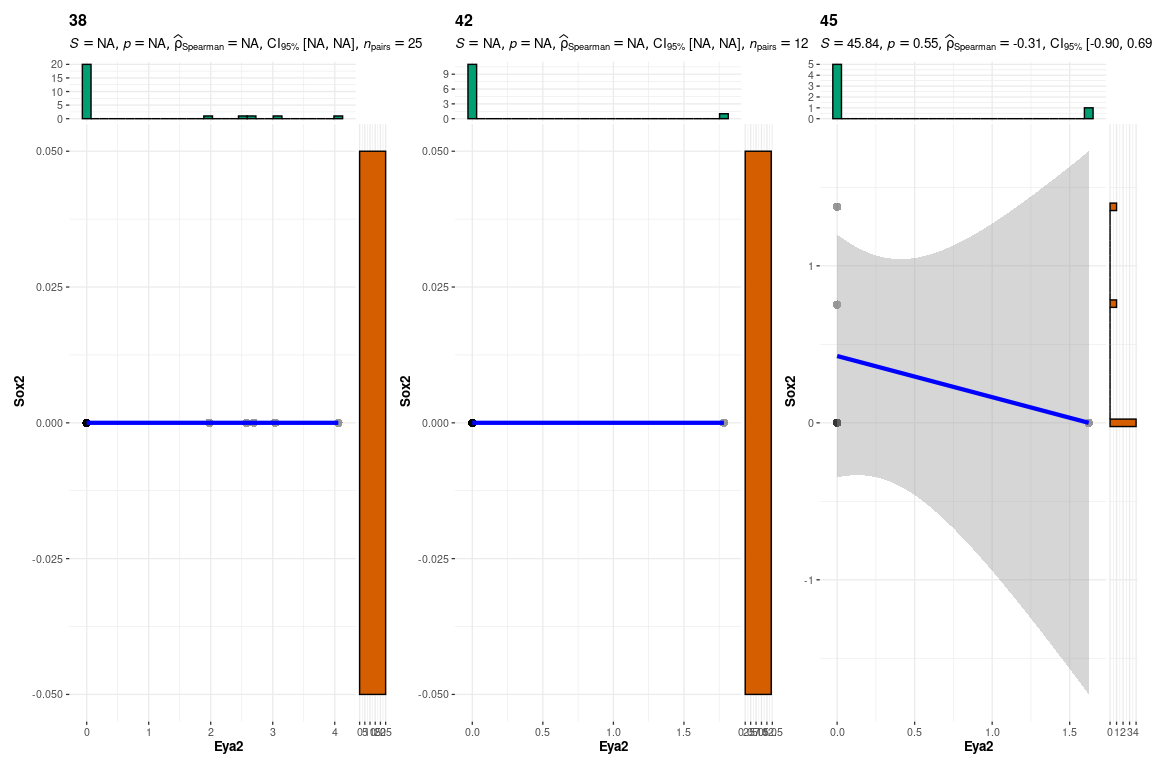 38
S = NA, p = NA, ρ̂Spearman = NA, CI95% [NA, NA], npairs = 25
20
15
10
5
0
0.050
0.025
0.000
-0.025
-0.050
Sox2
0 1 2 3 4
Eya2
42
S = NA, p = NA, ρ̂Spearman = NA, CI95% [NA, NA], npairs = 12
9
6
3
0
0.050
0.025
0.000
-0.025
-0.050
Sox2
0.0 0.5 1.0 1.5
Eya2
45
S = 45.84, p = 0.55, ρ̂Spearman = -0.31, CI95% [-0.90, 0.69
5
4
3
2
1
0
1
0
-1
Sox2
0.0 0.5 1.0 1.5 01234
Eya2